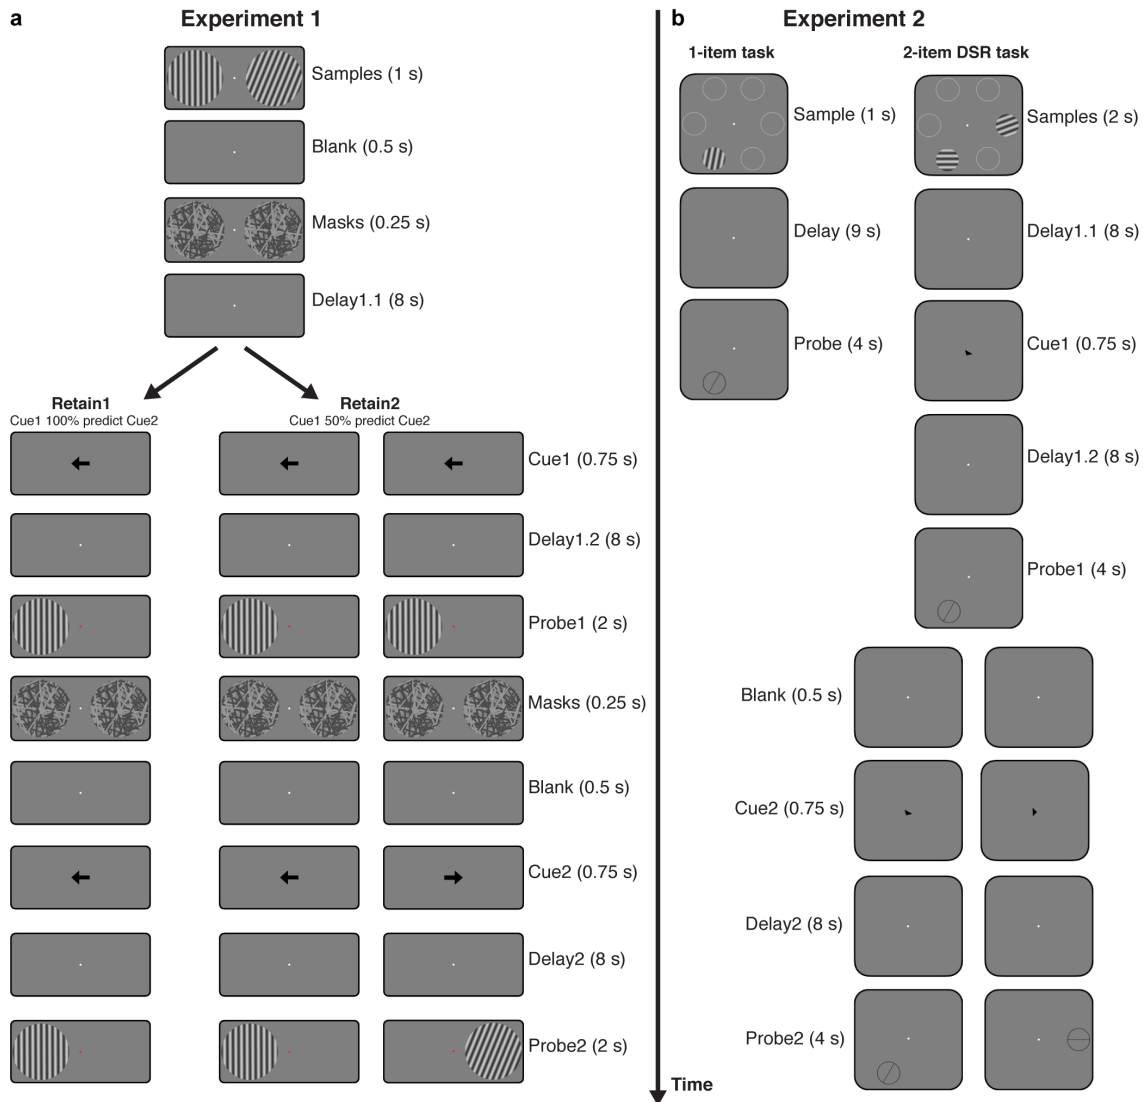 a
Experiment 1
Samples (1 s)
Blank (0.5 s)
Masks (0.25 s)
Delay1.1 (8 s)
Retain1
Cue1 100% predict Cue2
Retain2
Cue1 50% predict Cue2
Cue1 (0.75 s)
Delay1.2 (8 s)
Probe1 (2 s)
Masks (0.25 s)
Blank (0.5 s)
Cue2 (0.75 s)
Delay2 (8 s)
Probe2 (2 s)
b
Experiment 2
1-item task
Sample (1 s)
Delay (9 s)
Probe (4 s)
2-item DSR task
Samples (2 s)
Delay1.1 (8 s)
Cue1 (0.75 s)
Delay1.2 (8 s)
Probe1 (4 s)
Blank (0.5 s)
Cue2 (0.75 s)
Delay2 (8 s)
Probe2 (4 s)
Time